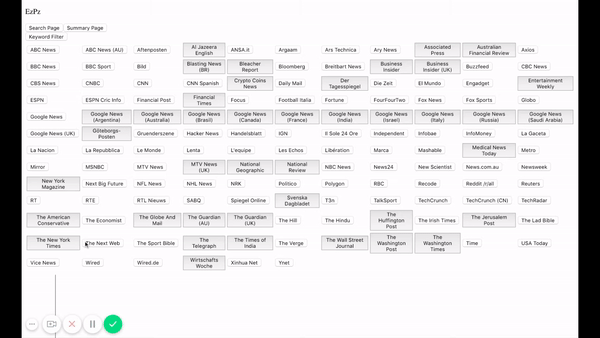 EzPz
Search Page Summary Page
Keyword Filter
ABC News ABC News (AU) Aftenposten Al Jazeera English ANSA.it Argaam Ars Technica Ary News Associated Press Australian Financial Review Axios
BBC News BBC Sport Bild Blasting News (BR) Bleacher Report Bloomberg Breitbart News Business Insider Business Insider (UK) Buzzfeed CBC News
CBS News CNBC CNN CNN Spanish Crypto Coins News Daily Mail Der Tagesspiegel Die Zeit El Mundo Engadget Entertainment Weekly
ESPN ESPN Cric Info Financial Post Financial Times Focus Football Italia Fortune FourFourTwo Fox News Fox Sports Globo
Google News Google News (Argentina) Google News (Australia) Google News (Brasil) Google News (Canada) Google News (France) Google News (India) Google News (Israel) Google News (Italy) Google News (Russia) Google News (Saudi Arabia)
Google News (UK) Göteborgs-Posten Gruenderszene Hacker News Handelsblatt IGN Il Sole 24 Ore Independent Infobae InfoMoney La Gaceta
La Nacion La Repubblica Le Monde Lenta L'equipe Les Echos Libération Marca Mashable Medical News Today Metro
Mirror MSNBC MTV News MTV News (UK) National Geographic National Review NBC News News24 New Scientist News.com.au Newsweek
New York Magazine Next Big Future NFL News NHL News NRK Politico Polygon RBC Recode Reddit /r/all Reuters
RT RTE RTL Nieuws SABQ Spiegel Online Svenska Dagbladet T3n TalkSport TechCrunch TechCrunch (CN) TechRadar
The American Conservative The Economist The Globe And Mail The Guardian (AU) The Guardian (UK) The Hill The Hindu The Huffington Post The Irish Times The Jerusalem Post The Lad Bible
The New York Times The Next Web The Sport Bible The Telegraph The Times of India The Verge The Wall Street Journal The Washington Post The Washington Times Time USA Today
Vice News Wired Wired.de Wirtschafts Woche Xinhua Net Ynet